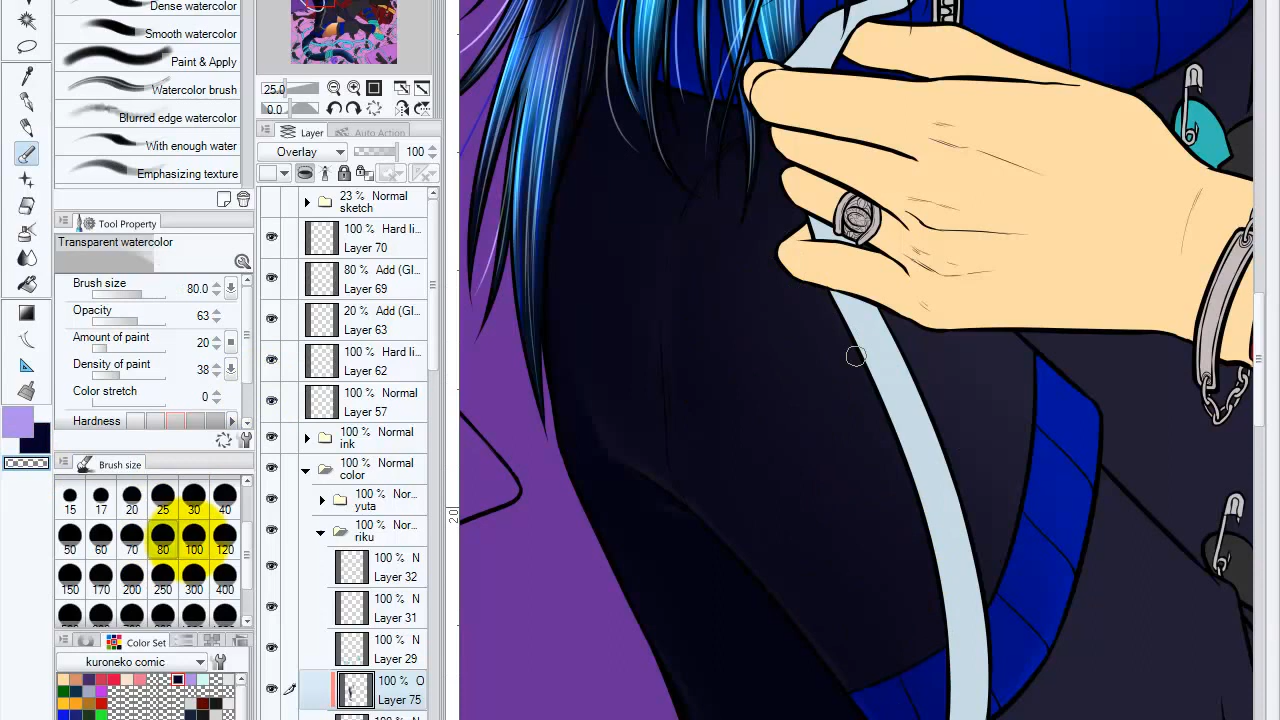 Dense watercolor
Smooth watercolor
Paint & Apply
Watercolor brush
Blurred edge watercolor
With enough water
Emphasizing texture
Tool Property
Transparent watercolor
Brush size 80.0
Opacity 63
Amount of paint 20
Density of paint 38
Color stretch 0
Hardness
Brush size
15 17 20 25 30 40
50 60 70 80 100 120
150 170 200 250 300 400
Color Set
kuroneko comic
25.0
0.0
Layer Auto Action
Overlay 100
23 % Normal
sketch
100 % Hard li...
Layer 70
80 % Add (Gl...
Layer 69
20 % Add (Gl...
Layer 63
100 % Hard li...
Layer 62
100 % Normal
Layer 57
100 % Normal
ink
100 % Normal
color
100 % Nor...
yuta
100 % Nor...
riku
100 % N
Layer 32
100 % N
Layer 31
100 % N
Layer 29
100 % O
Layer 75
100 % N
20